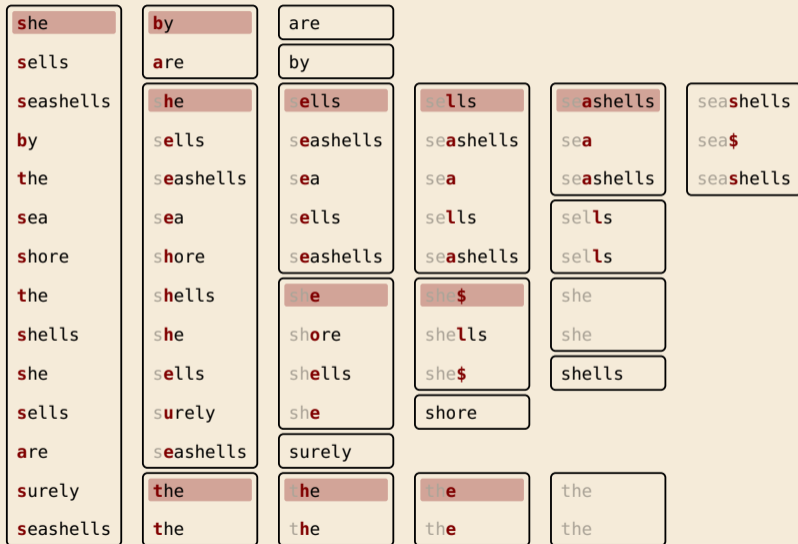 she by are
sells are by
seashells she sells sells seashells seashells
by sells seashells seashells sea sea$
the seashells sea sea seashells seashells
sea sea sells sells sells
shore shore seashells seashells sells
the shells she she$ she
shells she shore shells she
she sells shells she$ shells
sells surely she shore
are seashells surely
surely the the the the
seashells the the the the